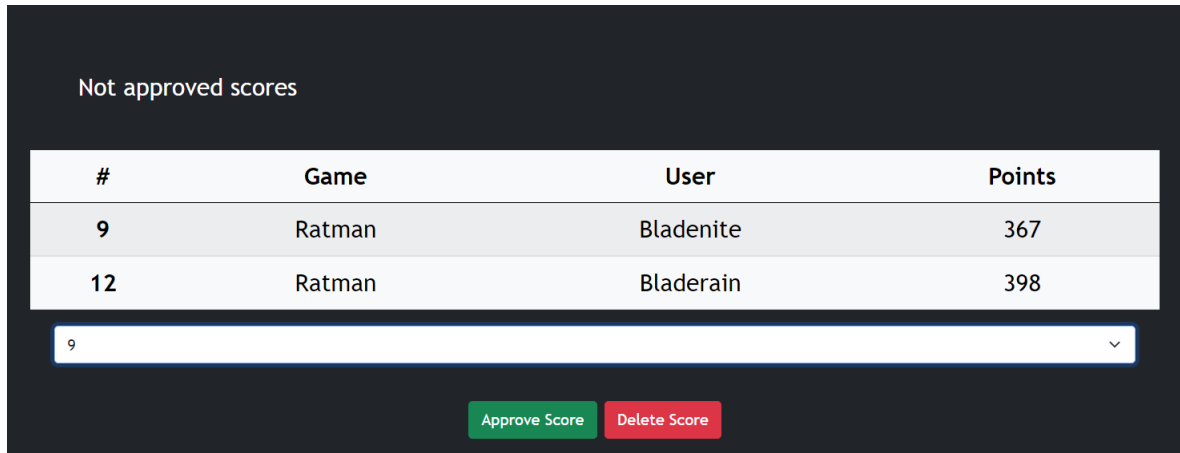 Not approved scores
# Game User Points
9 Ratman Bladenite 367
12 Ratman Bladerain 398
9
Approve Score Delete Score